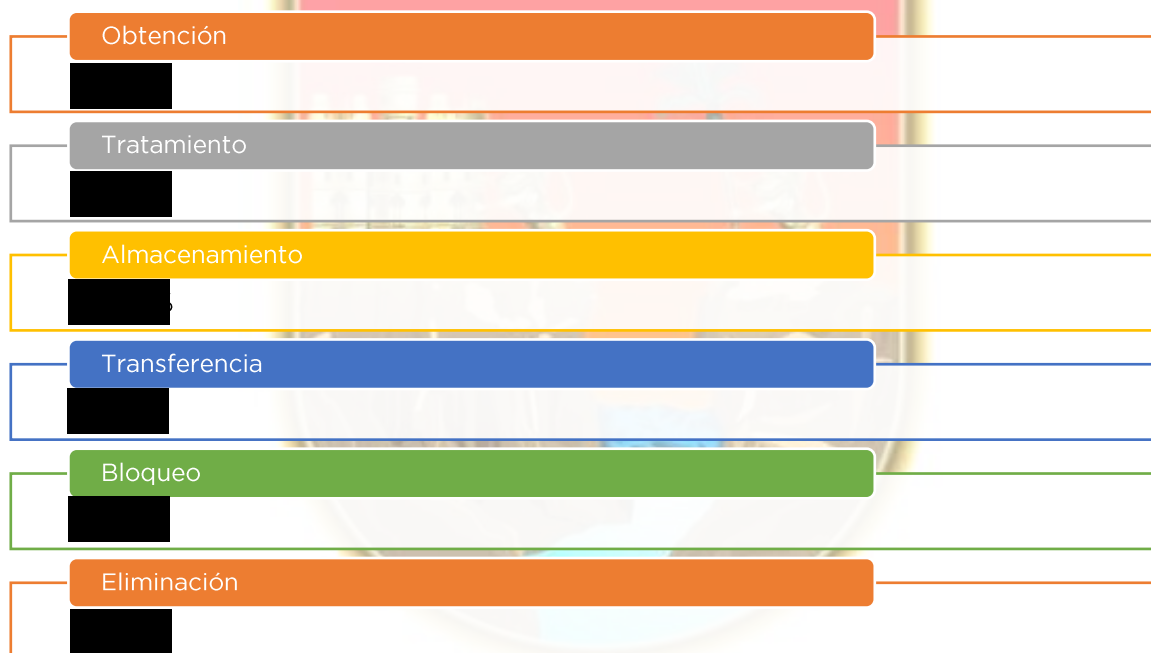 Obtención
Tratamiento
Almacenamiento
Transferencia
Bloqueo
Eliminación